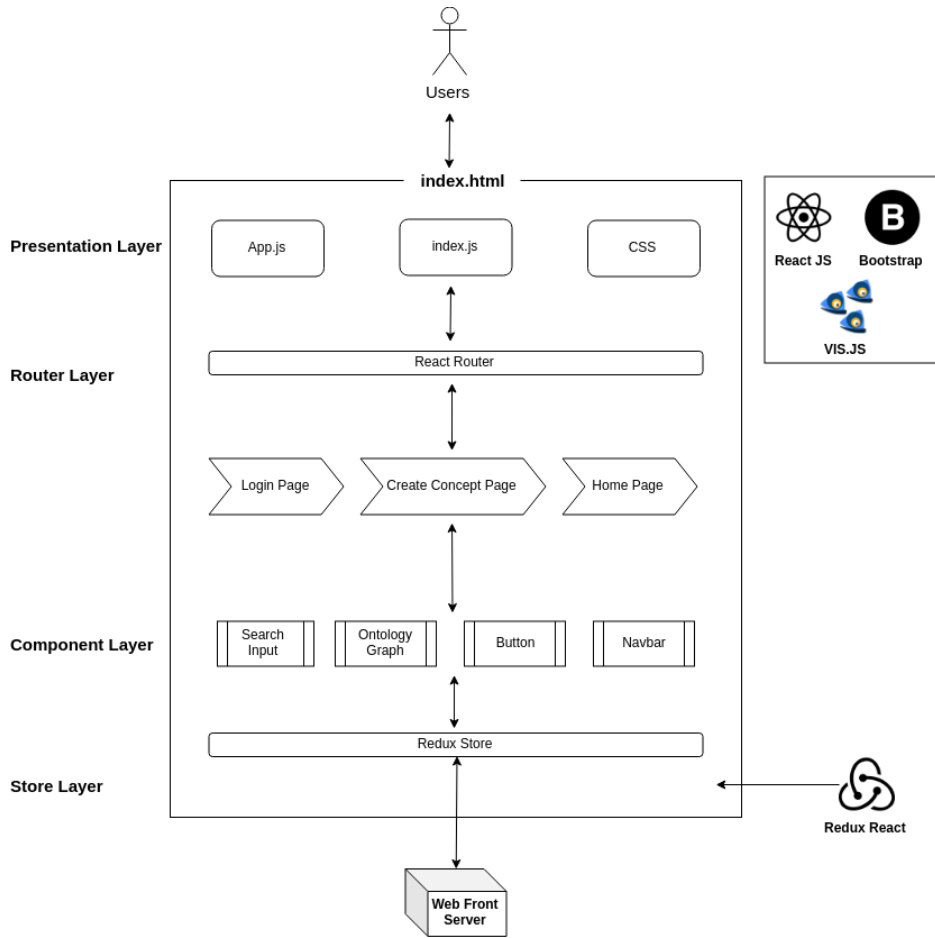 Users
index.html
Presentation Layer
App.js
index.js
CSS
B
React JS
Bootstrap
VIS.JS
Router Layer
React Router
Login Page
Create Concept Page
Home Page
Component Layer
Search
Input
Ontology
Graph
Button
Navbar
Redux Store
Store Layer
Redux React
Web Front
Server